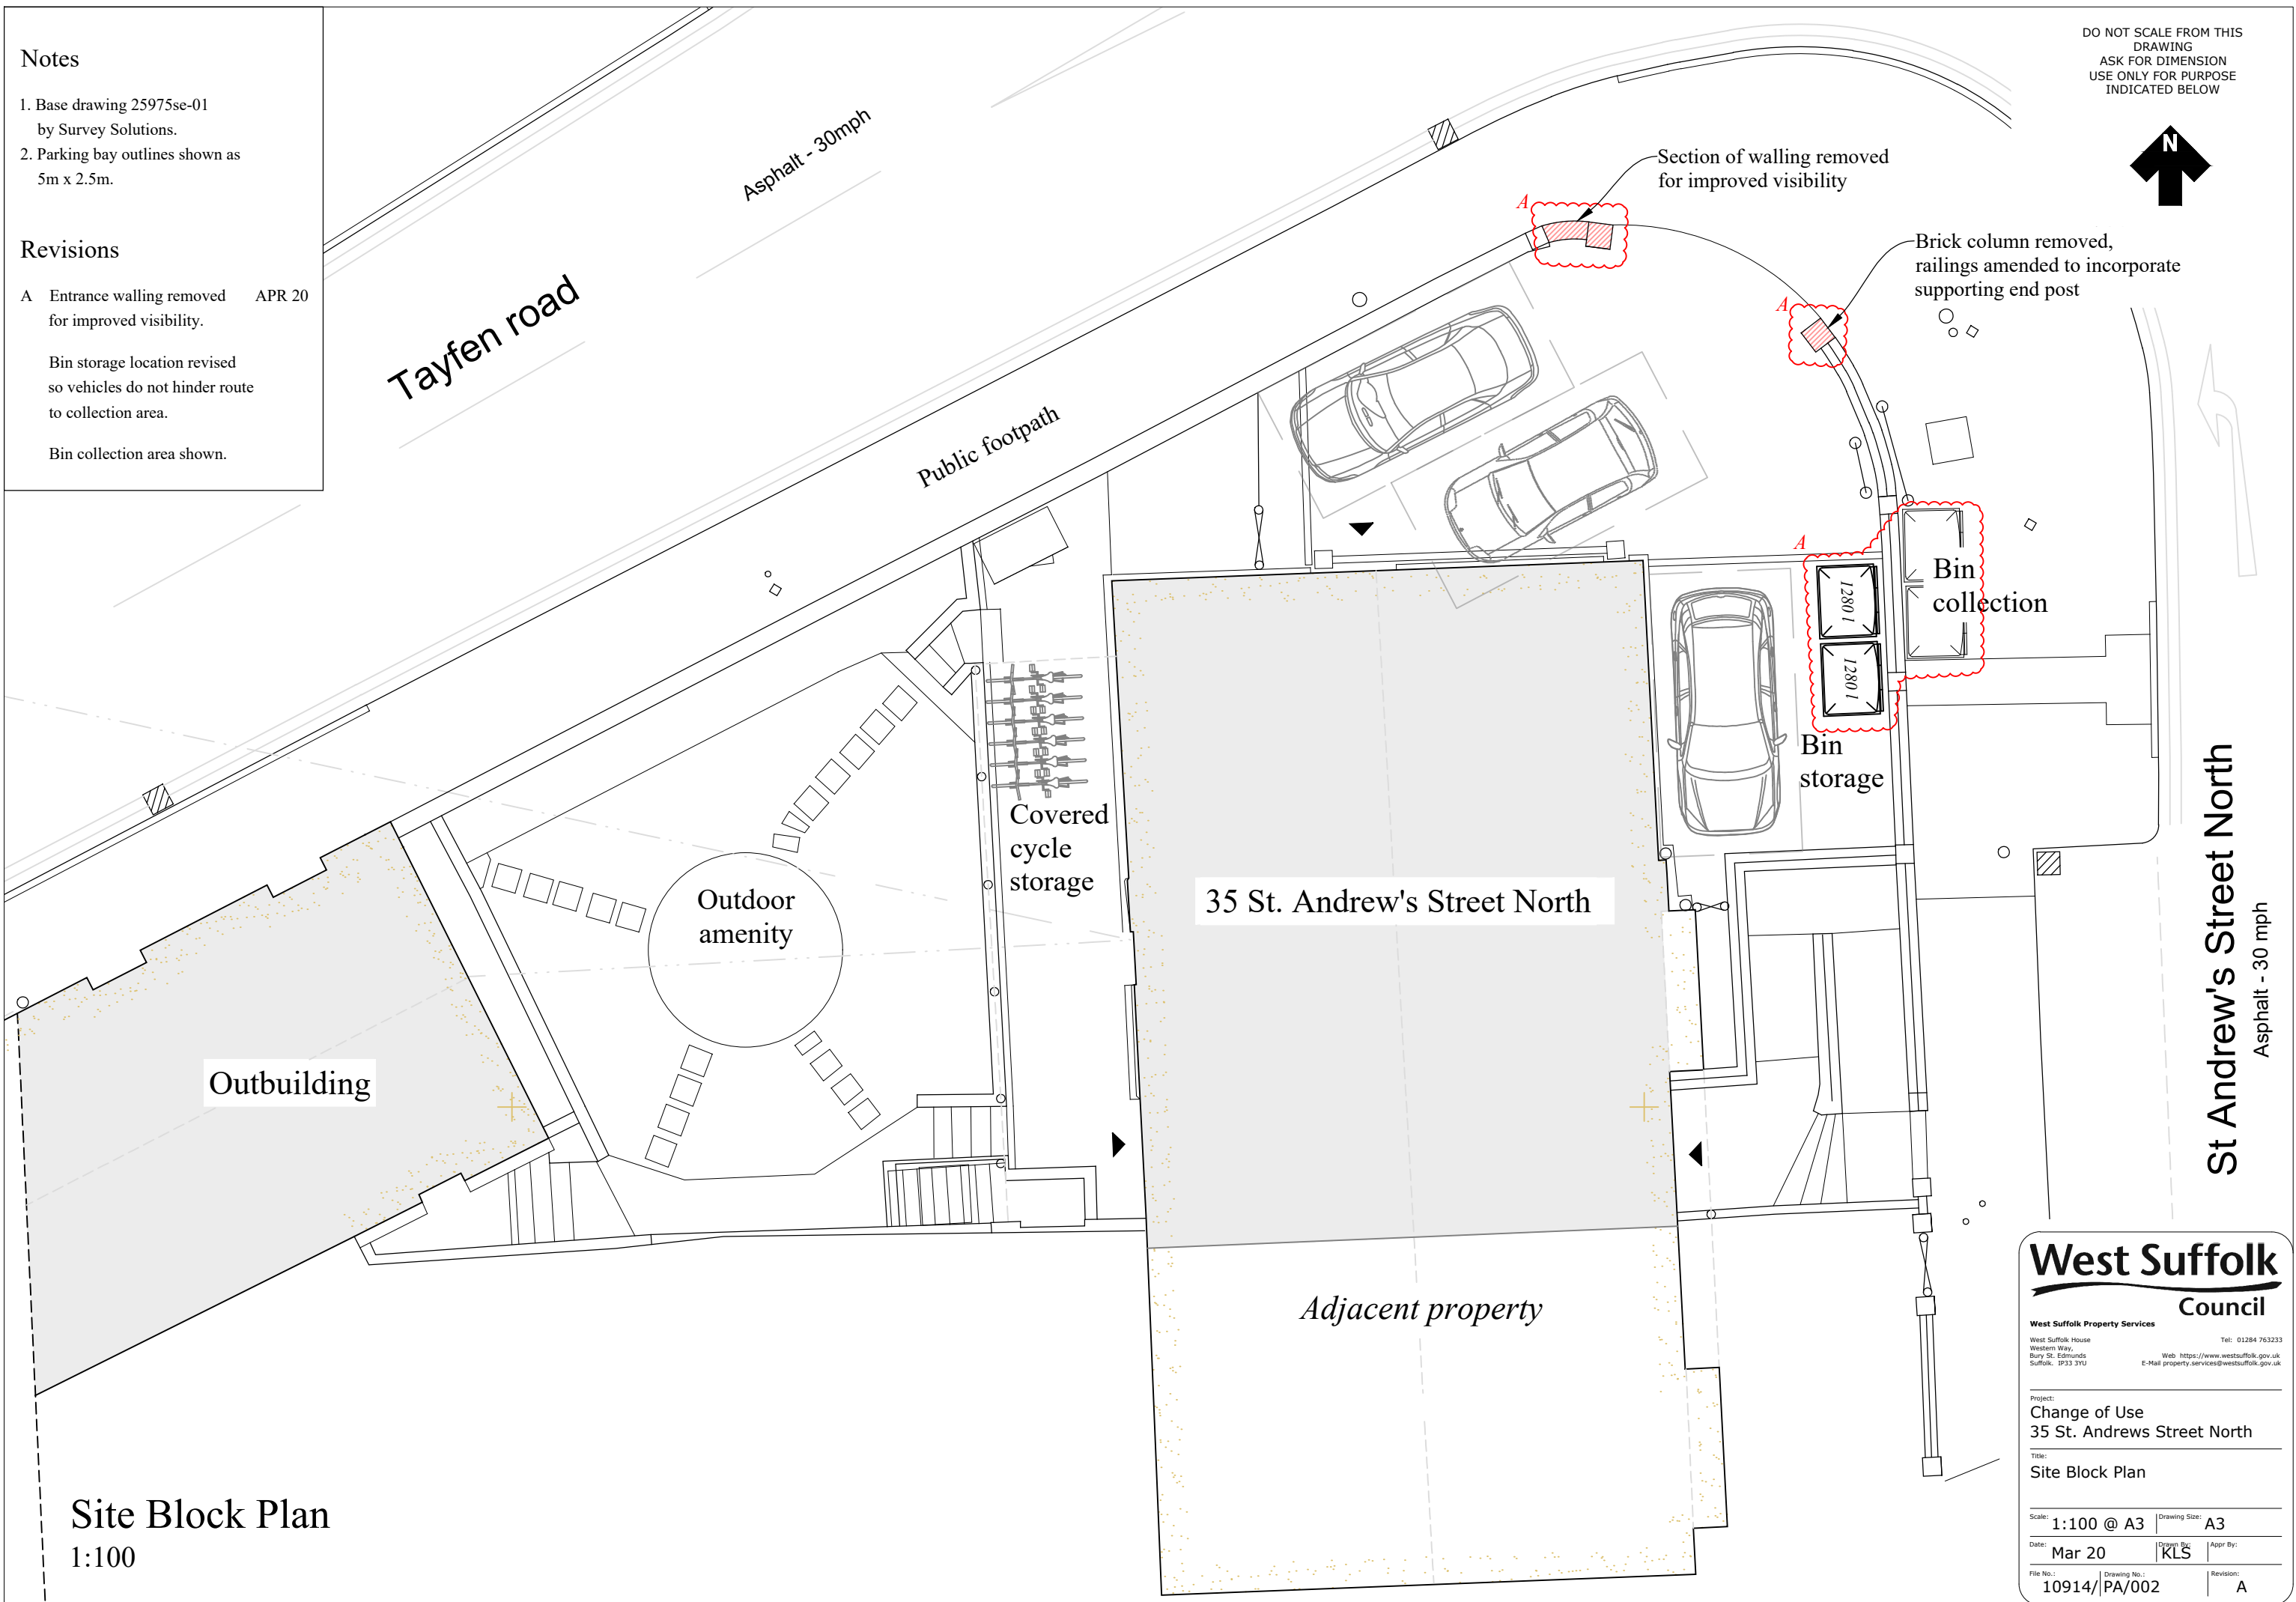 Notes
1. Base drawing 25975se-01
by Survey Solutions.
2. Parking bay outlines shown as
5m x 2.5m.
Revisions
A Entrance walling removed APR 20
for improved visibility.
Bin storage location revised
so vehicles do not hinder route
to collection area.
Bin collection area shown.
DO NOT SCALE FROM THIS
DRAWING
ASK FOR DIMENSION
USE ONLY FOR PURPOSE
INDICATED BELOW
N
Asphalt - 30mph
Tayfen road
Public footpath
A
Section of walling removed
for improved visibility
A
Brick column removed,
railings amended to incorporate
supporting end post
A
1280 l
1280 l
Bin
collection
Bin
storage
Covered
cycle
storage
Outdoor
amenity
35 St. Andrew's Street North
Outbuilding
Adjacent property
St Andrew's Street North
Asphalt - 30 mph
Site Block Plan
1:100
West Suffolk
Council
West Suffolk Property Services
West Suffolk House
Western Way,
Bury St. Edmunds
Suffolk. IP33 3YU
Tel: 01284 763233
Web https://www.westsuffolk.gov.uk
E-Mail property.services@westsuffolk.gov.uk
Project:
Change of Use
35 St. Andrews Street North
Title:
Site Block Plan
Scale: 1:100 @ A3 Drawing Size: A3
Date: Mar 20 Drawn By: KLS Appr By:
File No.: 10914/ Drawing No.: PA/002 Revision: A